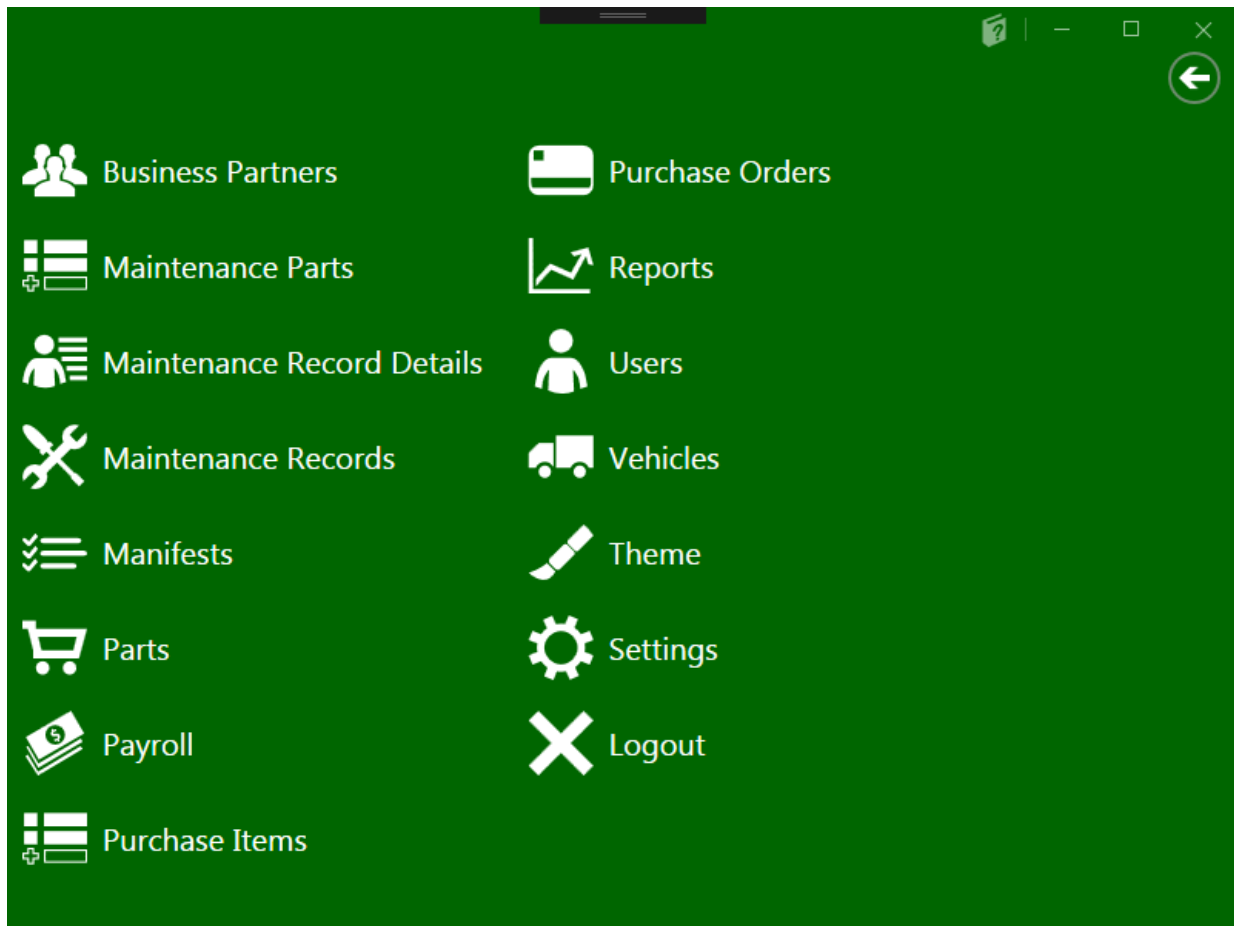 Business Partners
Maintenance Parts
Maintenance Record Details
Maintenance Records
Manifests
Parts
Payroll
Purchase Items
Purchase Orders
Reports
Users
Vehicles
Theme
Settings
Logout